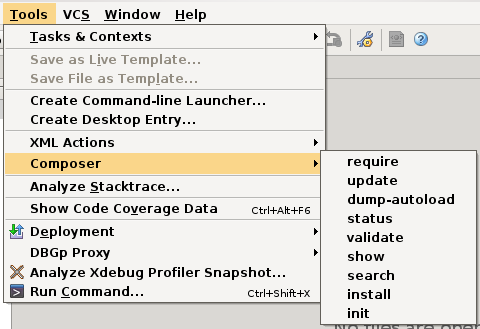 Tools VCS Window Help
Tasks & Contexts
Save as Live Template...
Save File as Template...
Create Command-line Launcher...
Create Desktop Entry...
XML Actions
Composer
Analyze Stacktrace...
Show Code Coverage Data Ctrl+Alt+F6
Deployment
DBGp Proxy
Analyze Xdebug Profiler Snapshot...
Run Command... Ctrl+Shift+X
require
update
dump-autoload
status
validate
show
search
install
init
No files are open